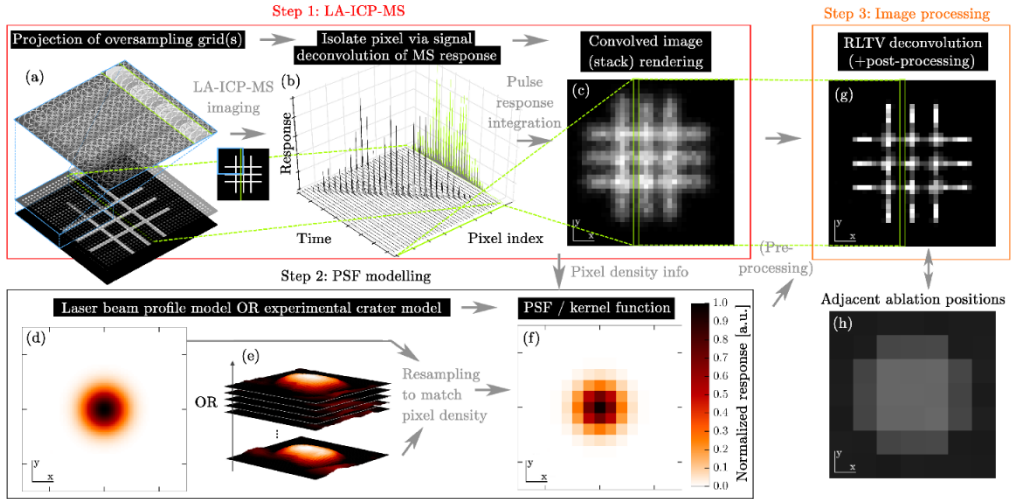 Step 1: LA-ICP-MS
Projection of oversampling grid(s)
Isolate pixel via signal
deconvolution of MS response
Convolved image
(stack) rendering
(a)
LA-ICP-MS
imaging
(b)
Response
Time
Pixel index
Pulse
response
integration
(c)
y
x
Step 3: Image processing
RLTV deconvolution
(+post-processing)
(g)
y
x
Step 2: PSF modelling
Pixel density info
(Pre-
processing)
Laser beam profile model OR experimental crater model
PSF / kernel function
(d)
y
x
OR
(e)
...
Resampling
to match
pixel density
(f)
y
x
1.0
0.9
0.8
0.7
0.6
0.5
0.4
0.3
0.2
0.1
0.0
Normalized response [a.u.]
Adjacent ablation positions
(h)
y
x